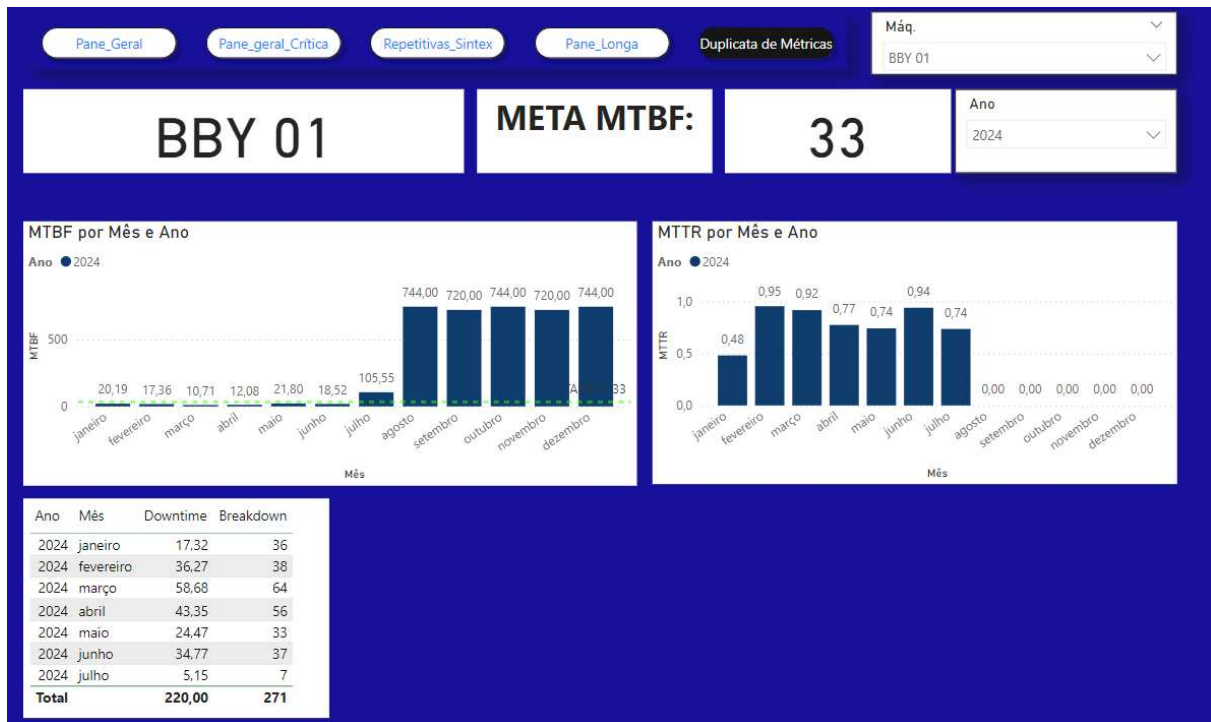 Pane_Geral Pane_geral_Crítica Repetitivas_Sintex Pane_Longa Duplicata de Métricas
Máq.
BBY 01
BBY 01
META MTBF:
33
Ano
2024
MTBF por Mês e Ano
Ano 2024
744,00 720,00 744,00 720,00 744,00
500
MTBF
20,19 17,36 10,71 12,08 21,80 18,52 105,55
33
0
janeiro fevereiro março abril maio junho julho agosto setembro outubro novembro dezembro
Mês
MTTR por Mês e Ano
Ano 2024
1,0
0,95 0,92 0,77 0,74 0,94 0,74
MTTR
0,5
0,48
0,00 0,00 0,00 0,00 0,00
0,0
janeiro fevereiro março abril maio junho julho agosto setembro outubro novembro dezembro
Mês
Ano Mês Downtime Breakdown
2024 janeiro 17,32 36
2024 fevereiro 36,27 38
2024 março 58,68 64
2024 abril 43,35 56
2024 maio 24,47 33
2024 junho 34,77 37
2024 julho 5,15 7
Total 220,00 271